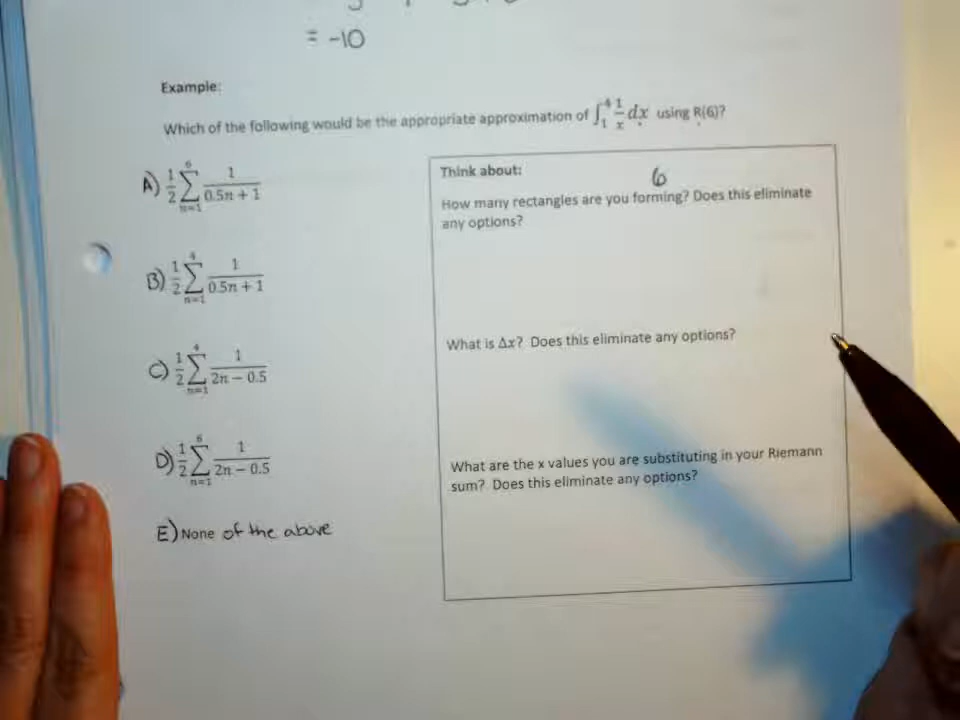 = -10
Example:
Which of the following would be the appropriate approximation of ∫₁⁴ 1/x dx using R(6)?
A) 1/2 ∑_{n=1}^{6} 1/(0.5n + 1)
B) 1/2 ∑_{n=1}^{4} 1/(0.5n + 1)
C) 1/2 ∑_{n=1}^{4} 1/(2n − 0.5)
D) 1/2 ∑_{n=1}^{6} 1/(2n − 0.5)
E) None of the above
Think about:
6
How many rectangles are you forming? Does this eliminate
any options?
What is Δx? Does this eliminate any options?
What are the x values you are substituting in your Riemann
sum? Does this eliminate any options?